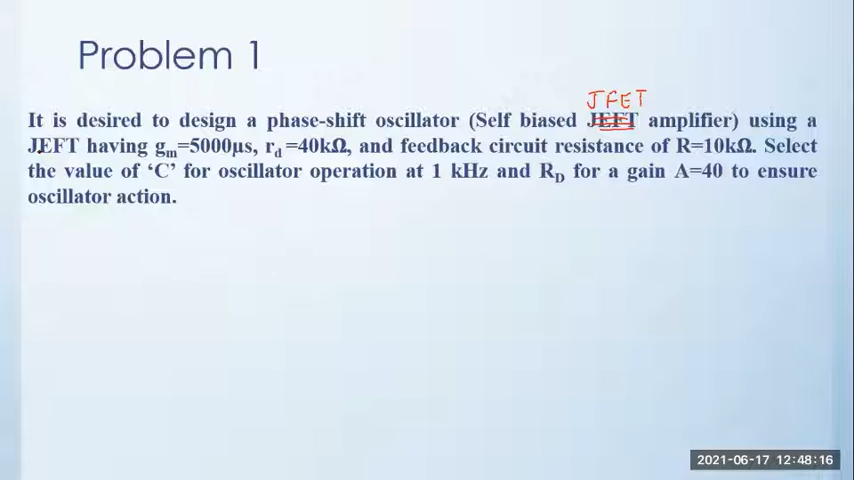 Problem 1
JFET
It is desired to design a phase-shift oscillator (Self biased JEFT amplifier) using a
JEFT having gm=5000μs, rd =40kΩ, and feedback circuit resistance of R=10kΩ. Select
the value of ‘C’ for oscillator operation at 1 kHz and RD for a gain A=40 to ensure
oscillator action.
2021-06-17 12:48:16